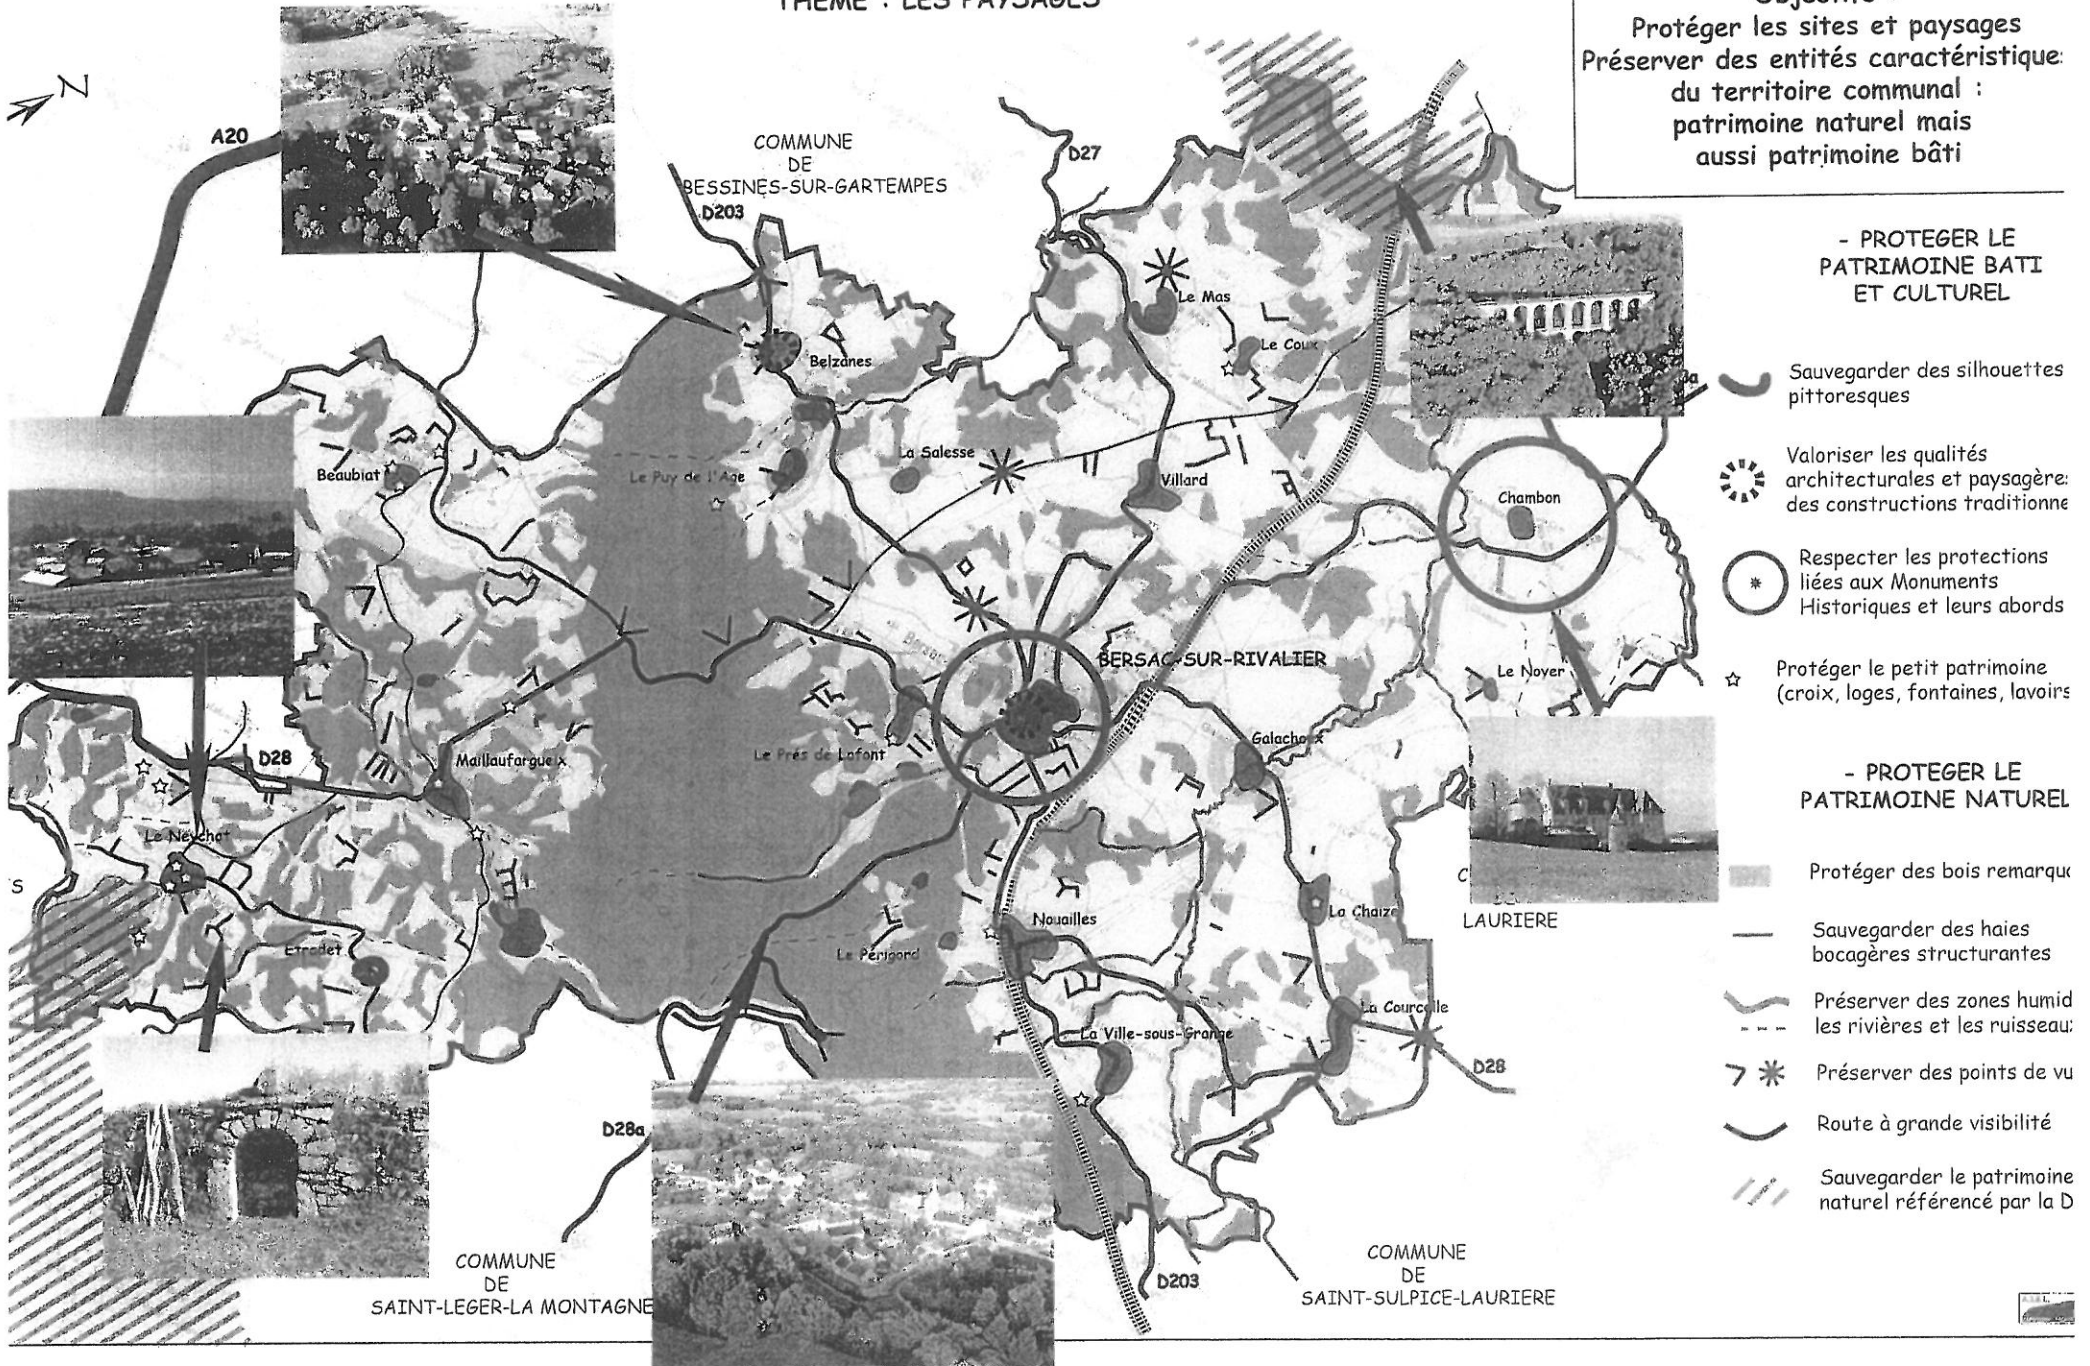 THEME : LES PAYSAGES
Protéger les sites et paysages
Préserver des entités caractéristique
du territoire communal :
patrimoine naturel mais
aussi patrimoine bâti
N
A20
COMMUNE
DE
BESSINES-SUR-GARTEMPES
D203
D27
Le Mas
Le Coux
Belzanes
Beaubiat
Le Puy de l'Age
La Salesse
Villard
Chambon
BERSAC-SUR-RIVALIER
Le Noyer
Le Prés de Lafont
Galachoux
D28
Maillaufargueix
Le Neychat
Etrodet
Le Périgord
Nouailles
La Chaize
LAURIERE
La Courcelle
La Ville-sous-Grange
D28
D28a
COMMUNE
DE
SAINT-LEGER-LA MONTAGNE
D203
COMMUNE
DE
SAINT-SULPICE-LAURIERE
- PROTEGER LE
PATRIMOINE BATI
ET CULTUREL
Sauvegarder des silhouettes
pittoresques
Valoriser les qualités
architecturales et paysagère
des constructions traditionne
Respecter les protections
liées aux Monuments
Historiques et leurs abords
Protéger le petit patrimoine
(croix, loges, fontaines, lavoirs
- PROTEGER LE
PATRIMOINE NATUREL
Protéger des bois remarqu
Sauvegarder des haies
bocagères structurantes
Préserver des zones humid
les rivières et les ruisseau
Préserver des points de vu
Route à grande visibilité
Sauvegarder le patrimoine
naturel référencé par la D